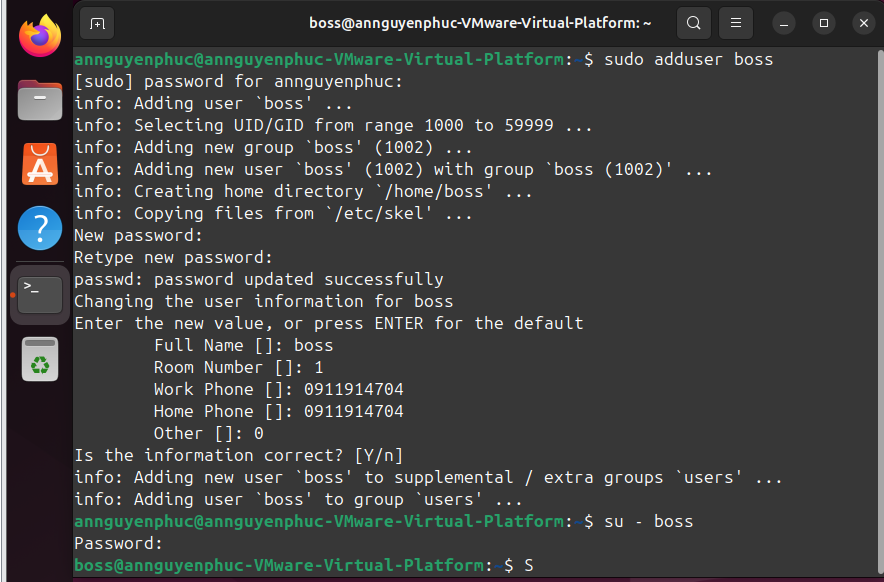 boss@annguyenphuc-VMware-Virtual-Platform: ~
annguyenphuc@annguyenphuc-VMware-Virtual-Platform:~$ sudo adduser boss
[sudo] password for annguyenphuc:
info: Adding user `boss' ...
info: Selecting UID/GID from range 1000 to 59999 ...
info: Adding new group `boss' (1002) ...
info: Adding new user `boss' (1002) with group `boss (1002)' ...
info: Creating home directory `/home/boss' ...
info: Copying files from `/etc/skel' ...
New password:
Retype new password:
passwd: password updated successfully
Changing the user information for boss
Enter the new value, or press ENTER for the default
        Full Name []: boss
        Room Number []: 1
        Work Phone []: 0911914704
        Home Phone []: 0911914704
        Other []: 0
Is the information correct? [Y/n]
info: Adding new user `boss' to supplemental / extra groups `users' ...
info: Adding user `boss' to group `users' ...
annguyenphuc@annguyenphuc-VMware-Virtual-Platform:~$ su - boss
Password:
boss@annguyenphuc-VMware-Virtual-Platform:~$ S